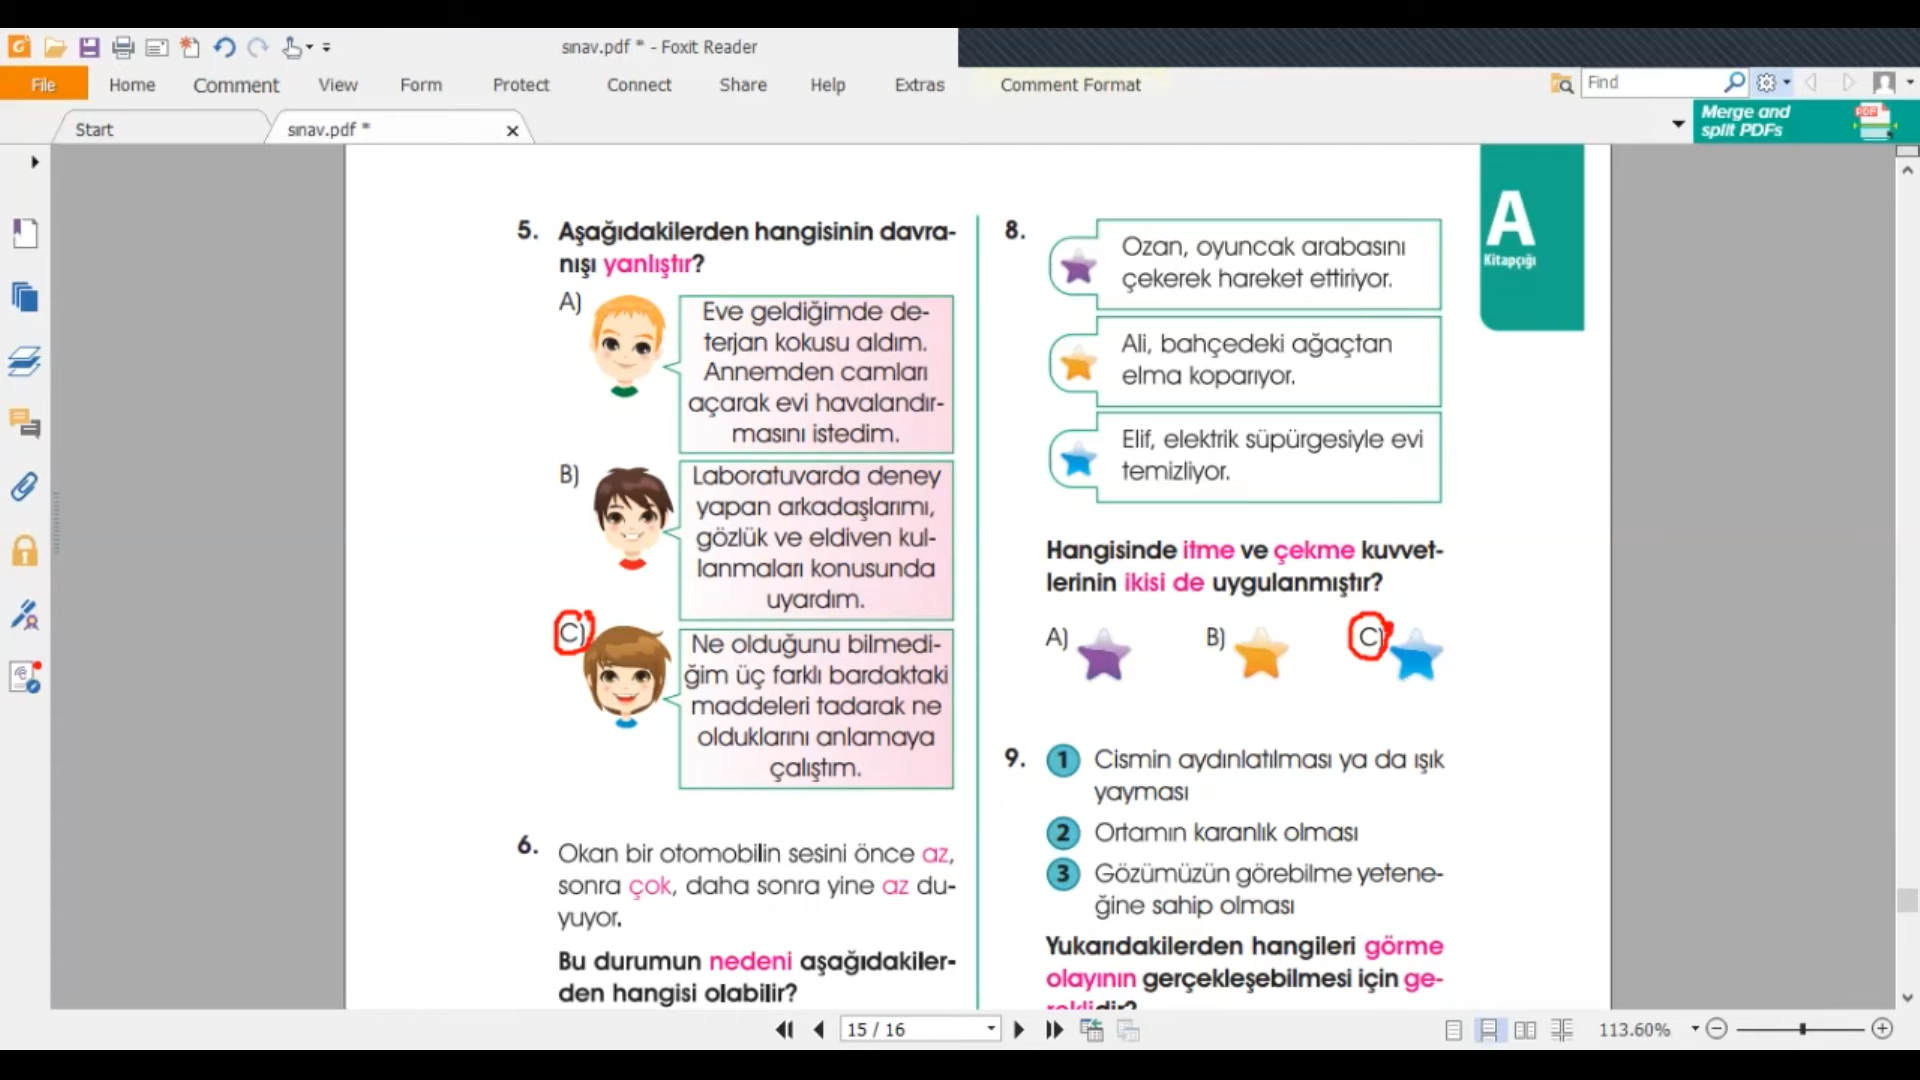 sınav.pdf * - Foxit Reader
File
Home
Comment
View
Form
Protect
Connect
Share
Help
Extras
Comment Format
Find
Start
sınav.pdf *
Merge and
split PDFs
PDF
5. Aşağıdakilerden hangisinin davra-
nışı yanlıştır?
A)
Eve geldiğimde de-
terjan kokusu aldım.
Annemden camları
açarak evi havalandır-
masını istedim.
B)
Laboratuvarda deney
yapan arkadaşlarımı,
gözlük ve eldiven kul-
lanmaları konusunda
uyardım.
C)
Ne olduğunu bilmedi-
ğim üç farklı bardaktaki
maddeleri tadarak ne
olduklarını anlamaya
çalıştım.
6. Okan bir otomobilin sesini önce az,
sonra çok, daha sonra yine az du-
yuyor.
Bu durumun nedeni aşağıdakiler-
den hangisi olabilir?
8.
Ozan, oyuncak arabasını
çekerek hareket ettiriyor.
Ali, bahçedeki ağaçtan
elma koparıyor.
Elif, elektrik süpürgesiyle evi
temizliyor.
Hangisinde itme ve çekme kuvvet-
lerinin ikisi de uygulanmıştır?
A) B) C)
9. 1 Cismin aydınlatılması ya da ışık
yayması
2 Ortamın karanlık olması
3 Gözümüzün görebilme yetene-
ğine sahip olması
Yukarıdakilerden hangileri görme
olayının gerçekleşebilmesi için ge-
reklidir?
A
Kitapçığı
15 / 16
113.60%